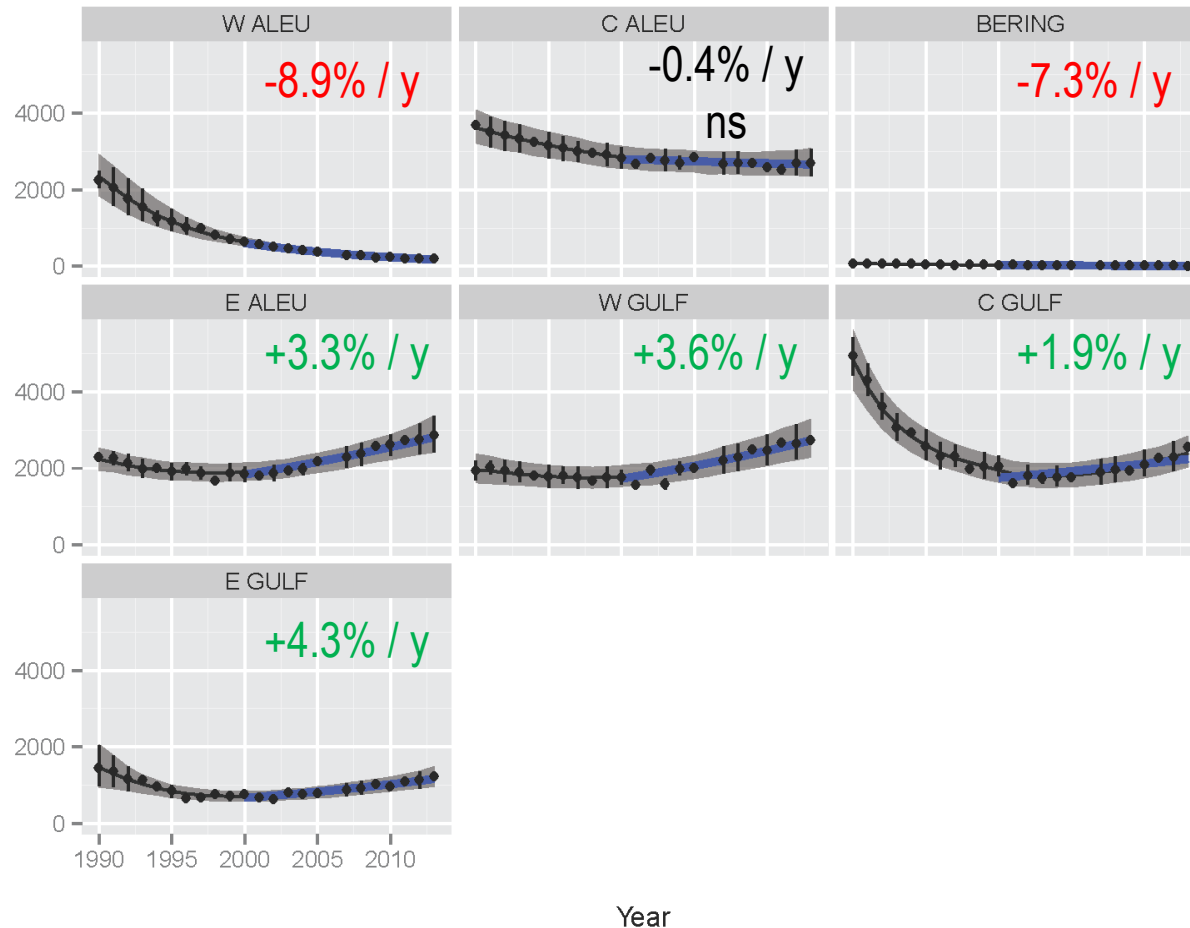 W ALEU
C ALEU
BERING
-8.9% / y
-0.4% / y
ns
-7.3% / y
4000
2000
0
E ALEU
W GULF
C GULF
+3.3% / y
+3.6% / y
+1.9% / y
4000
2000
0
E GULF
+4.3% / y
4000
2000
0
1990 1995 2000 2005 2010
Year